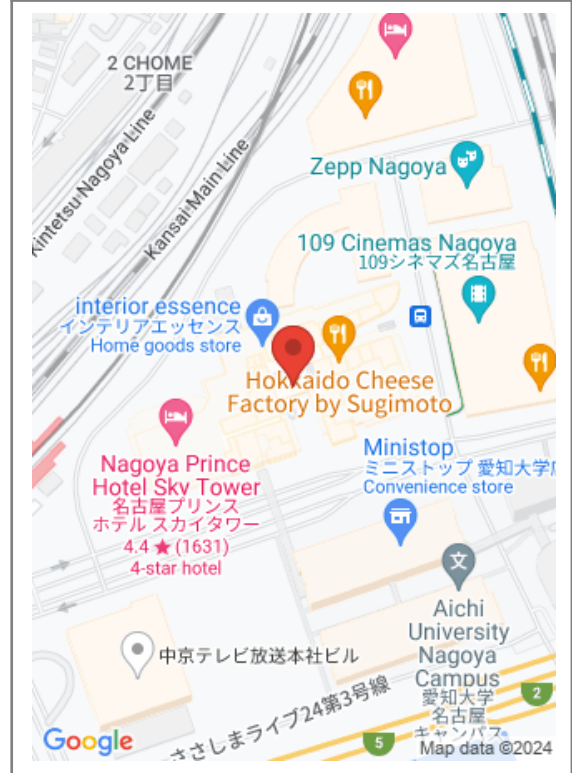 2 CHOME
2丁目
Kintetsu Nagoya Line
Kansai Main Line
Zepp Nagoya
109 Cinemas Nagoya
109シネマズ名古屋
interior essence
インテリアエッセンス
Home goods store
Hokkaido Cheese
Factory by Sugimoto
Nagoya Prince
Hotel Sky Tower
名古屋プリンス
ホテル スカイタワー
4.4 ★ (1631)
4-star hotel
Ministop
ミニストップ 愛知大学
Convenience store
文
Aichi
University
Nagoya
Campus
愛知大学
名古屋
キャンパス
中京テレビ放送本社ビル
ささしまライブ24第3号線
2
5
Google
Map data ©2024